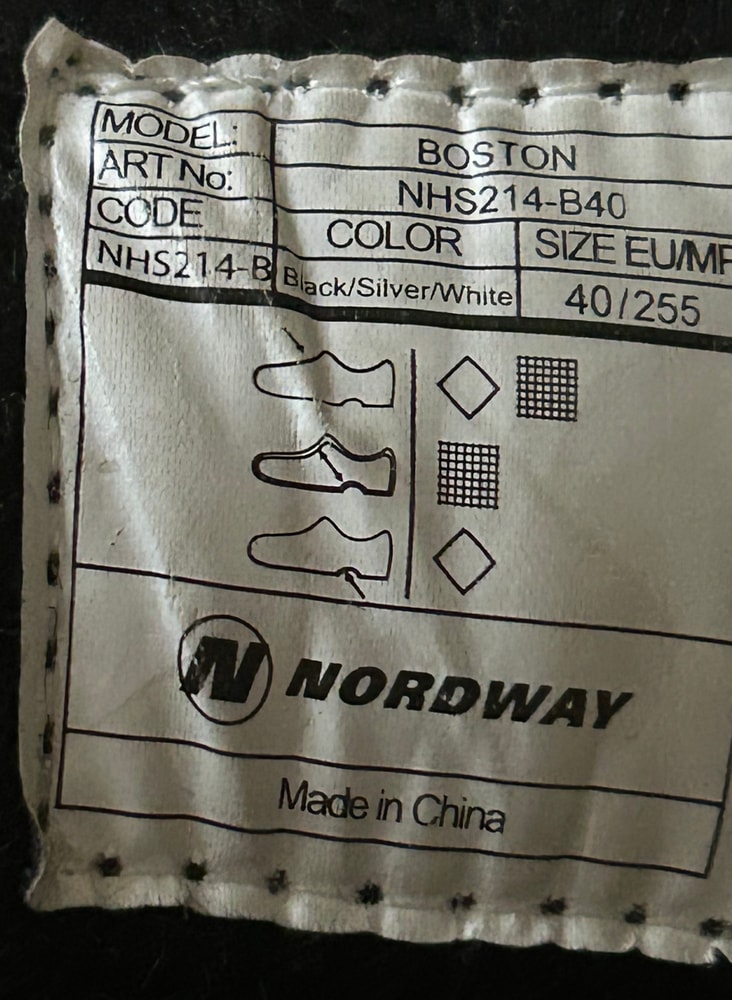 MODEL: BOSTON
ART No: NHS214-B40
CODE COLOR SIZE EU/MP
NHS214-B Black/Silver/White 40/255
N NORDWAY
Made in China